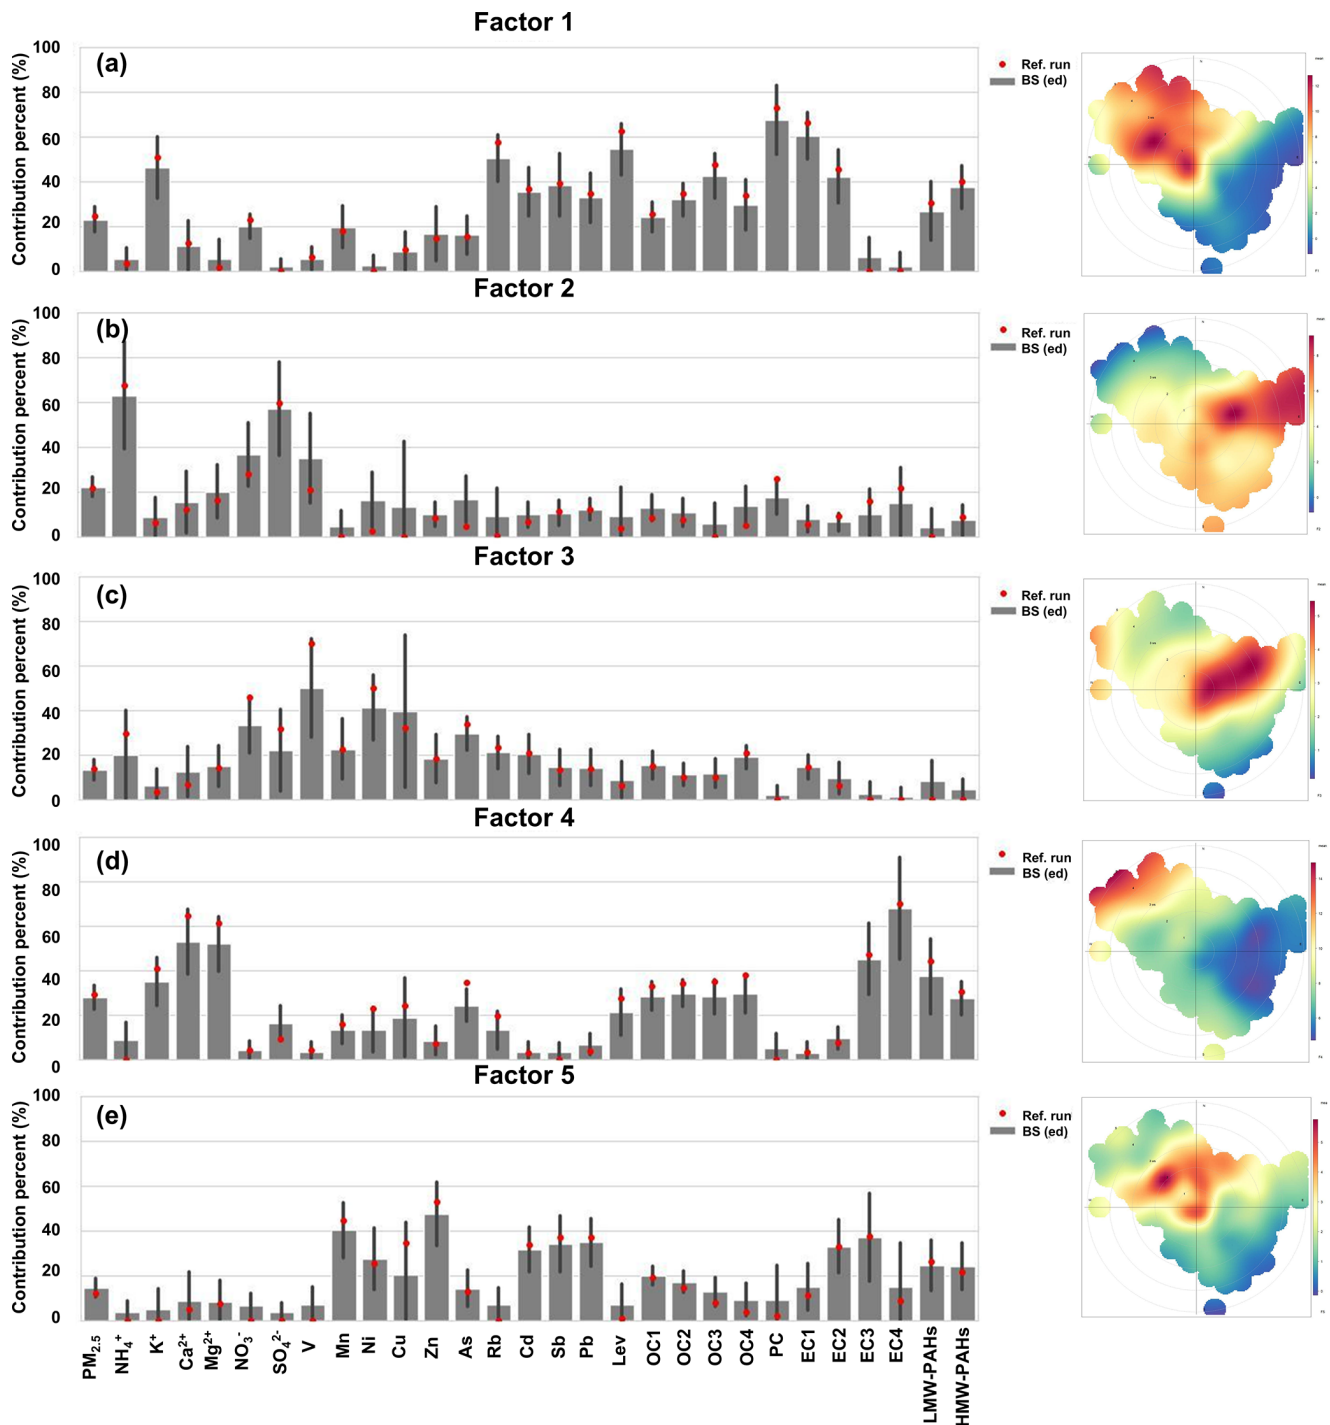 Factor 1
Contribution percent (%)
100
80
60
40
20
0
(a)
Ref. run
BS (ed)
Factor 2
Contribution percent (%)
100
80
60
40
20
0
(b)
Ref. run
BS (ed)
Factor 3
Contribution percent (%)
100
80
60
40
20
0
(c)
Ref. run
BS (ed)
Factor 4
Contribution percent (%)
100
80
60
40
20
0
(d)
Ref. run
BS (ed)
Factor 5
Contribution percent (%)
100
80
60
40
20
0
(e)
Ref. run
BS (ed)
PM2.5
NH4+
K+
Ca2+
Mg2+
NO3-
SO42-
V
Mn
Ni
Cu
Zn
As
Rb
Cd
Sb
Pb
Lev
OC1
OC2
OC3
OC4
PC
EC1
EC2
EC3
EC4
LMW-PAHs
HMW-PAHs